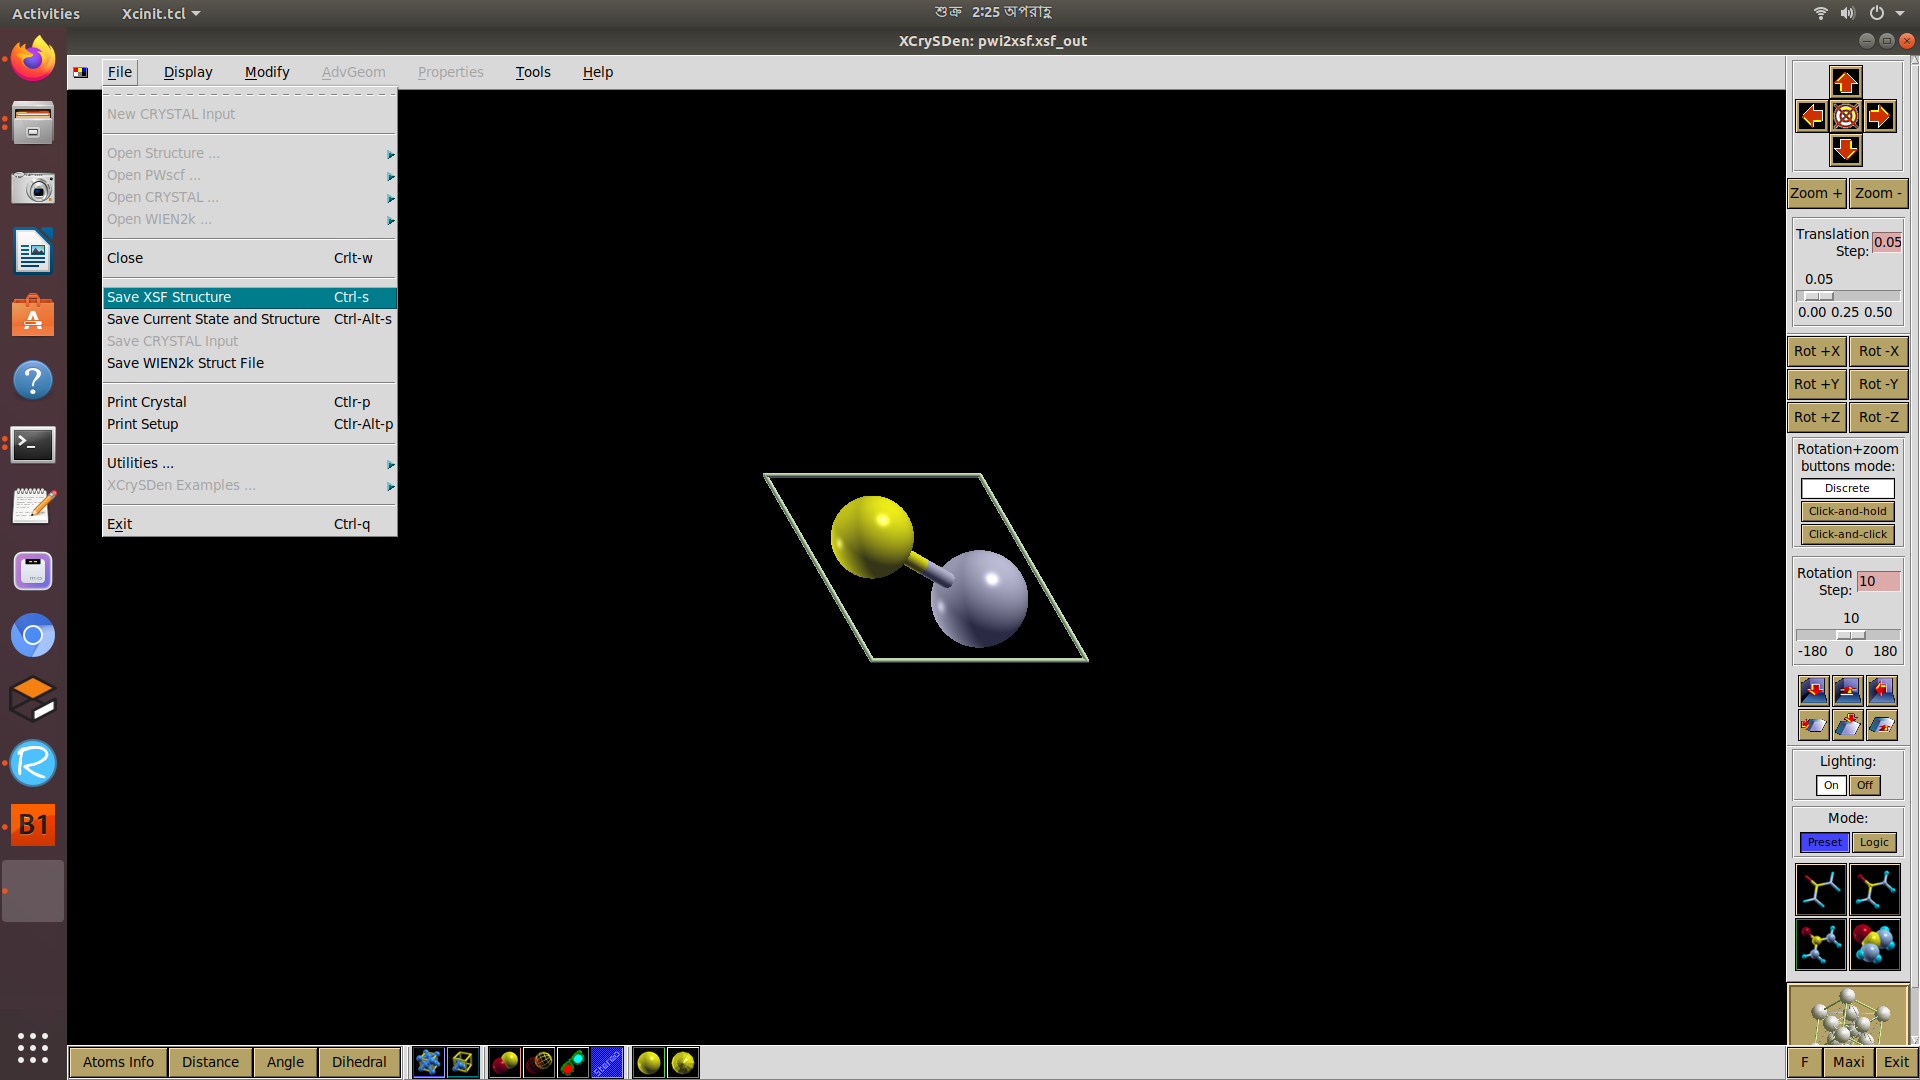 Activities Xcinit.tcl শুক্র 2:25 অপরাহ্ণ
XCrySDen: pwi2xsf.xsf_out
File Display Modify AdvGeom Properties Tools Help
New CRYSTAL Input
Open Structure ...
Open PWscf ...
Open CRYSTAL ...
Open WIEN2k ...
Close Crlt-w
Save XSF Structure Ctrl-s
Save Current State and Structure Ctrl-Alt-s
Save CRYSTAL Input
Save WIEN2k Struct File
Print Crystal Ctlr-p
Print Setup Ctlr-Alt-p
Utilities ...
XCrySDen Examples ...
Exit Ctrl-q
Zoom + Zoom -
Translation
Step: 0.05
0.05
0.00 0.25 0.50
Rot +X Rot -X
Rot +Y Rot -Y
Rot +Z Rot -Z
Rotation+zoom
buttons mode:
Discrete
Click-and-hold
Click-and-click
Rotation
Step: 10
10
-180 0 180
Lighting:
On Off
Mode:
Preset Logic
B1
Atoms Info Distance Angle Dihedral Stereo F Maxi Exit